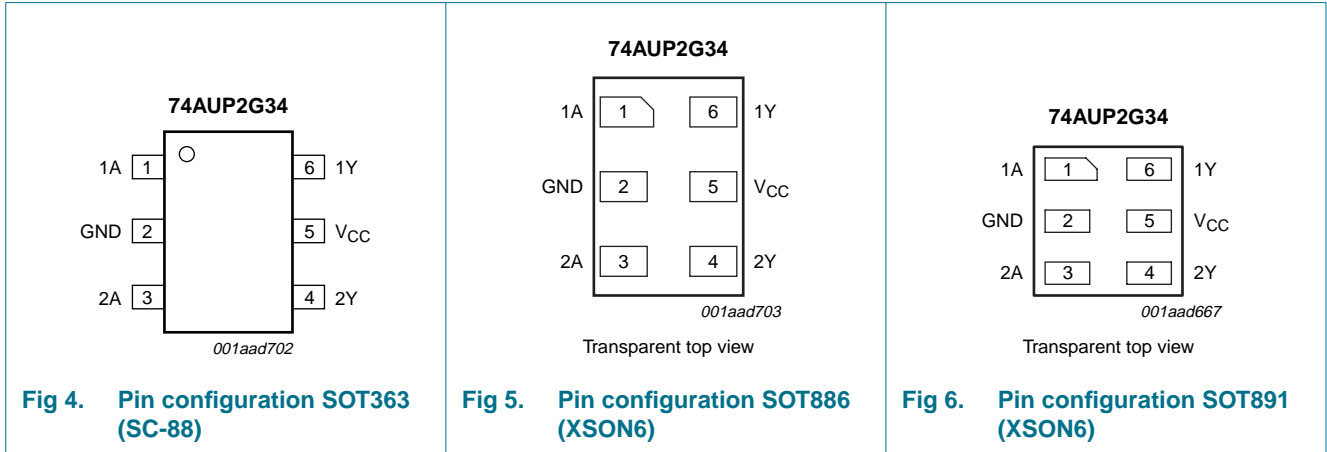 74AUP2G34
1A 1 6 1Y
GND 2 5 VCC
2A 3 4 2Y
001aad702
Fig 4. Pin configuration SOT363
(SC-88)
74AUP2G34
1A 1 6 1Y
GND 2 5 VCC
2A 3 4 2Y
001aad703
Transparent top view
Fig 5. Pin configuration SOT886
(XSON6)
74AUP2G34
1A 1 6 1Y
GND 2 5 VCC
2A 3 4 2Y
001aad667
Transparent top view
Fig 6. Pin configuration SOT891
(XSON6)